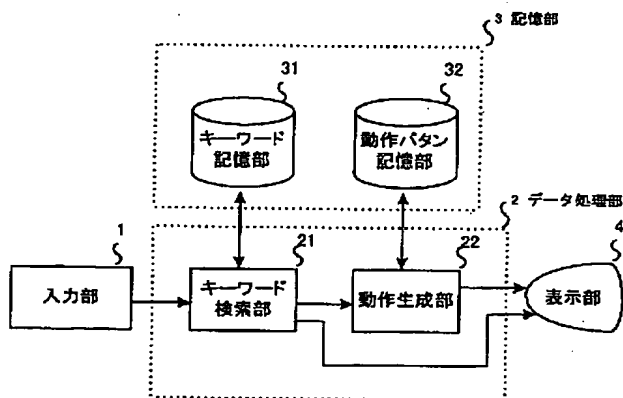 3 記憶部
31
32
キーワード
記憶部
動作パタン
記憶部
2 データ処理部
1
21
22
4
入力部
キーワード
検索部
動作生成部
表示部